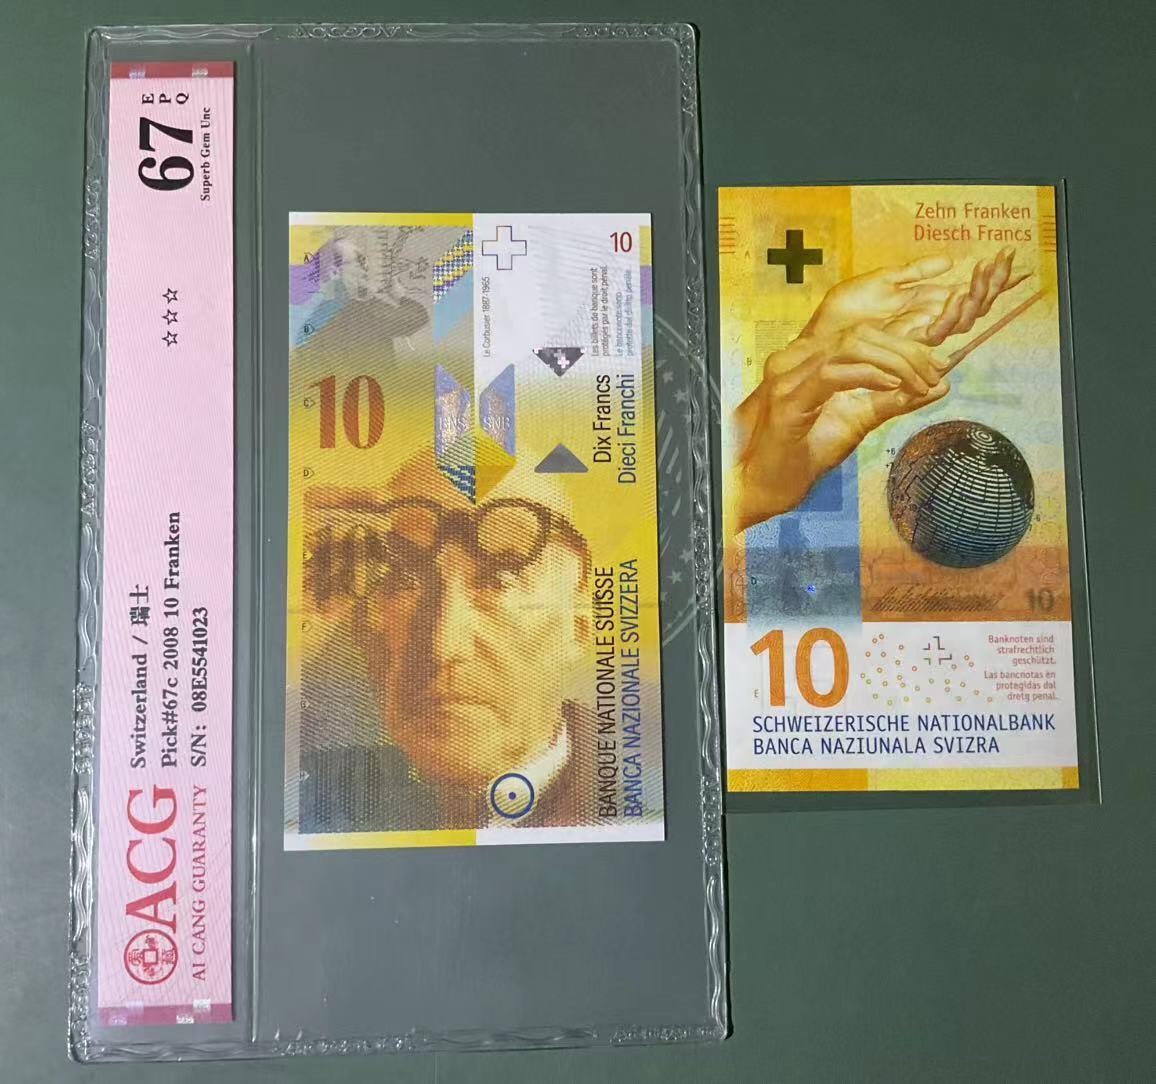 ACG
AI CANG GUARANTY
Switzerland / 瑞士
Pick#67c 2008 10 Franken
S/N: 08E5541023
☆☆☆
67
E
P
Q
Superb Gem Unc
10
Le Corbusier 1887-1965
Les billets de banque sont
protégés par le droit pénal.
10
BNS
SNB
Dix Francs
Dieci Franchi
BANQUE NATIONALE SUISSE
BANCA NAZIONALE SVIZZERA
Zehn Franken
Diesch Francs
10
10
Banknoten sind
strafrechtlich
geschützt.
Las bancnotas èn
protegidas dal
dretg penal.
SCHWEIZERISCHE NATIONALBANK
BANCA NAZIUNALA SVIZRA